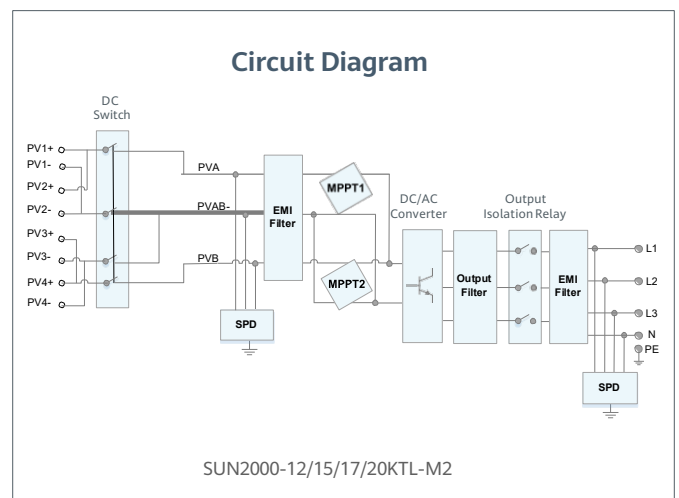 Circuit Diagram
DC
Switch
PV1+
PV1-
PV2+
PV2-
PV3+
PV3-
PV4+
PV4-
PVA
PVAB-
PVB
EMI
Filter
SPD
MPPT1
MPPT2
DC/AC
Converter
Output
Filter
Output
Isolation Relay
EMI
Filter
L1
L2
L3
N
PE
SPD
SUN2000-12/15/17/20KTL-M2